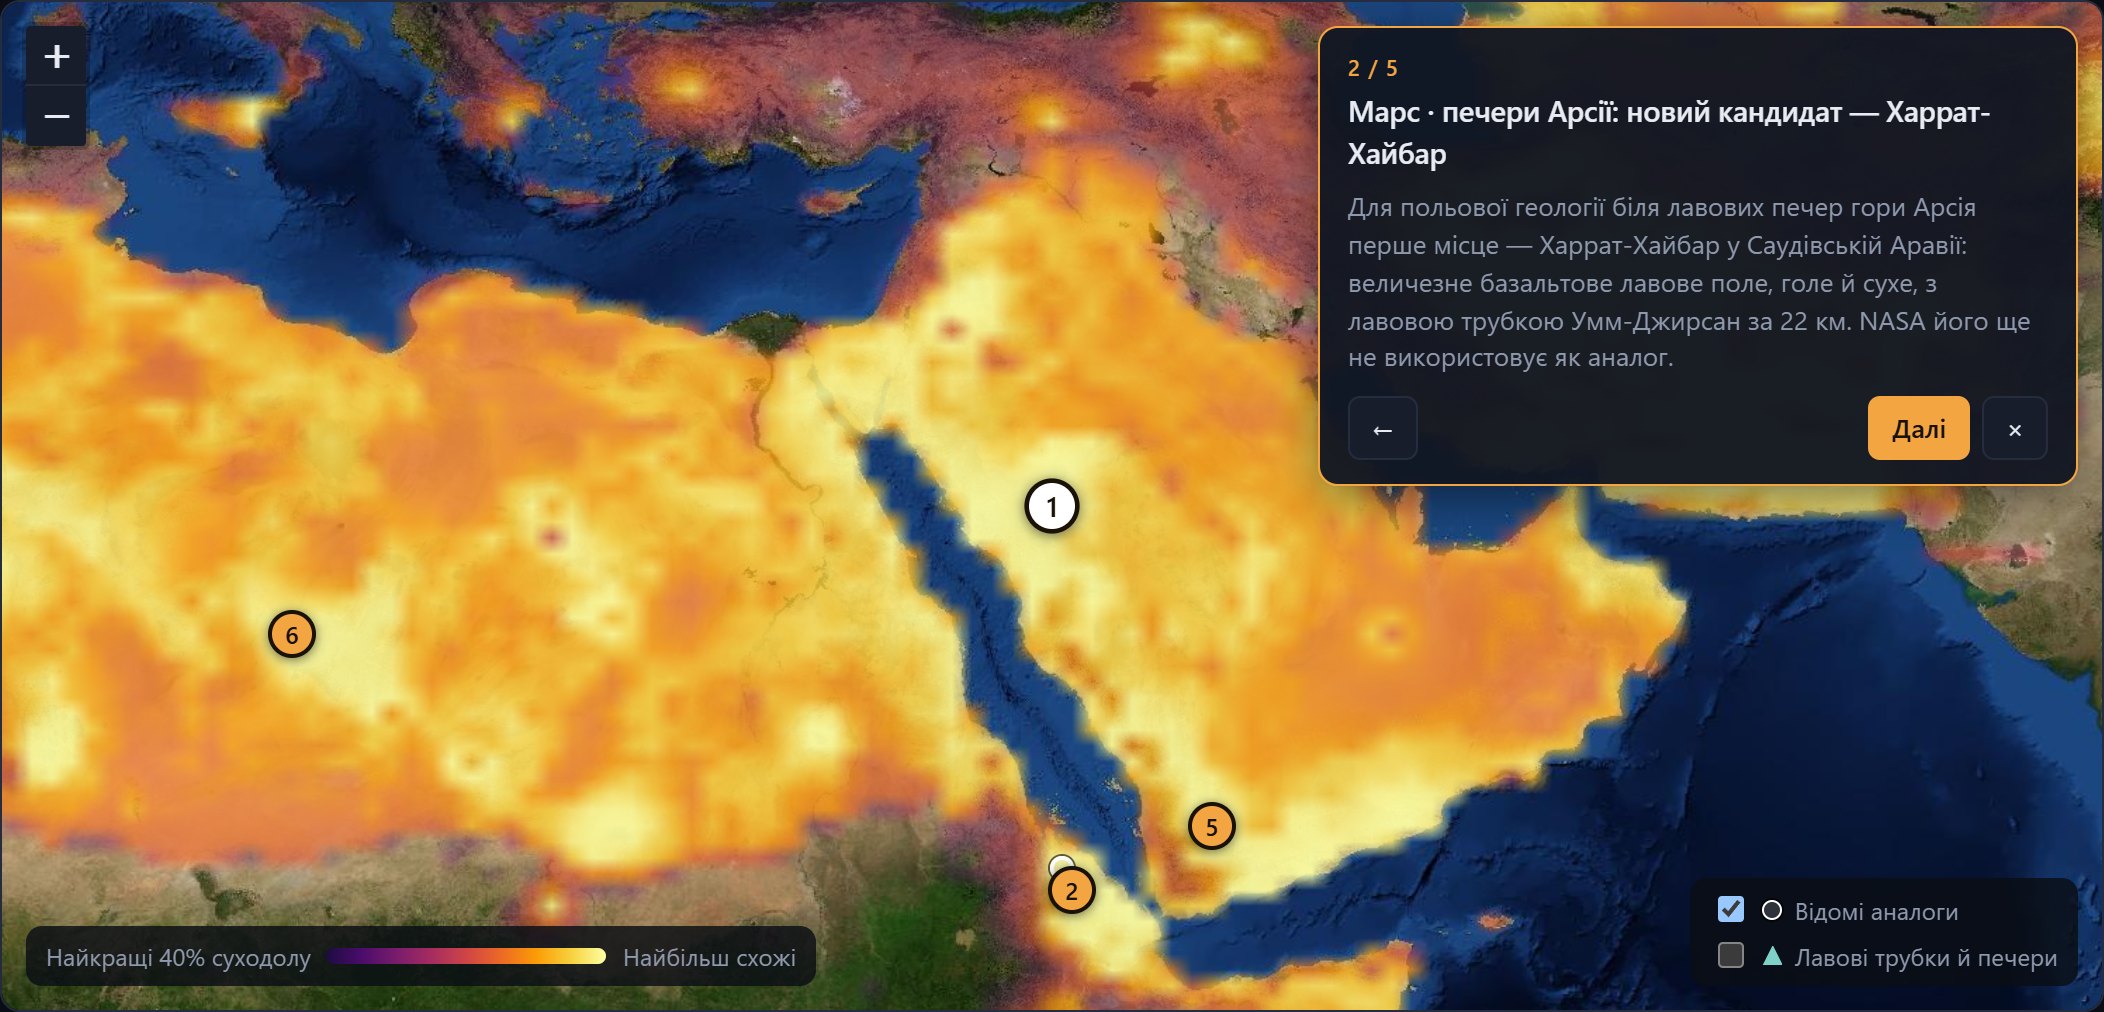 +
−
2 / 5
Марс · печери Арсії: новий кандидат — Харрат-
Хайбар
Для польової геології біля лавових печер гори Арсія
перше місце — Харрат-Хайбар у Саудівській Аравії:
величезне базальтове лавове поле, голе й сухе, з
лавовою трубкою Умм-Джирсан за 22 км. NASA його ще
не використовує як аналог.
← Далі ×
1
6
5
2
Найкращі 40% суходолу Найбільш схожі
Відомі аналоги
Лавові трубки й печери